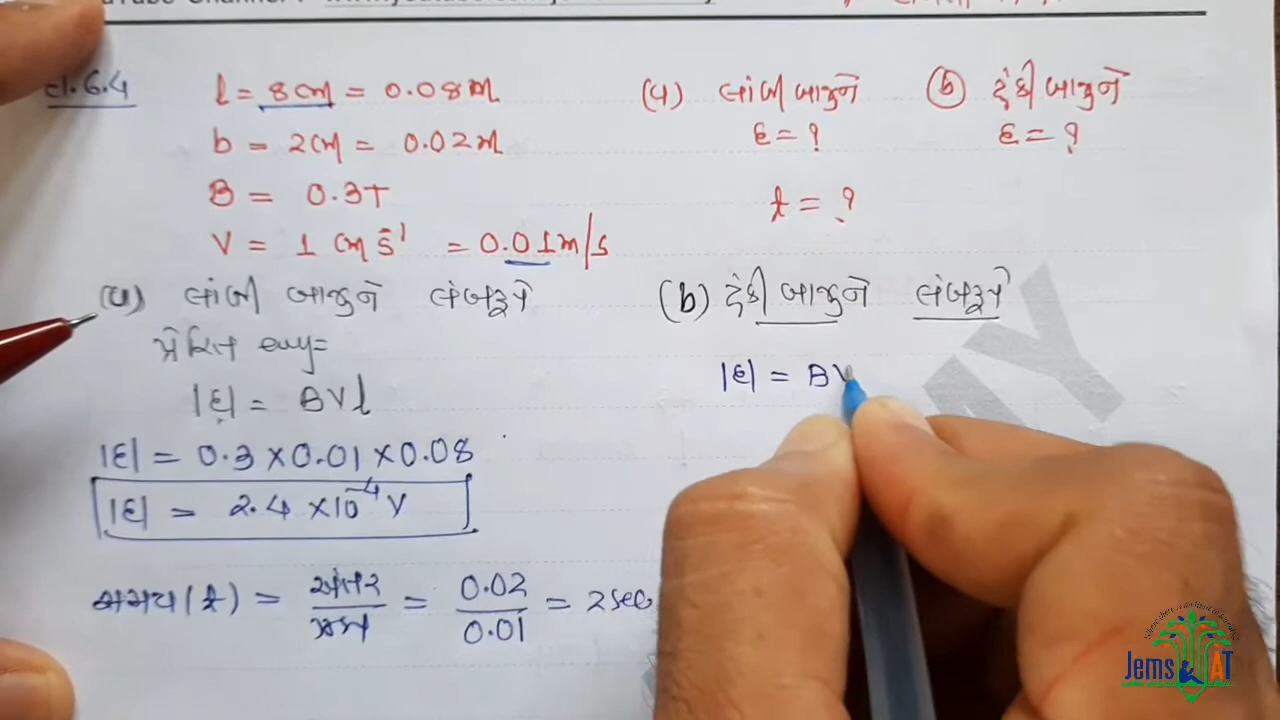 દા.6.4
l = 8cm = 0.08m
b = 2cm = 0.02m
B = 0.3T
V = 1 cm s⁻¹ = 0.01m/s
(a) લાંબી બાજુને
ε = ?
t = ?
(b) ટૂંકી બાજુને
ε = ?
(a) લાંબી બાજુને લંબરૂપે
પ્રેરિત emf
|ε| = BVl
|ε| = 0.3 × 0.01 × 0.08
|ε| = 2.4 × 10⁻⁴ V
સમય (t) = અંતર / ઝડપ = 0.02 / 0.01 = 2 sec
(b) ટૂંકી બાજુને લંબરૂપે
|ε| = BV
Jems AT